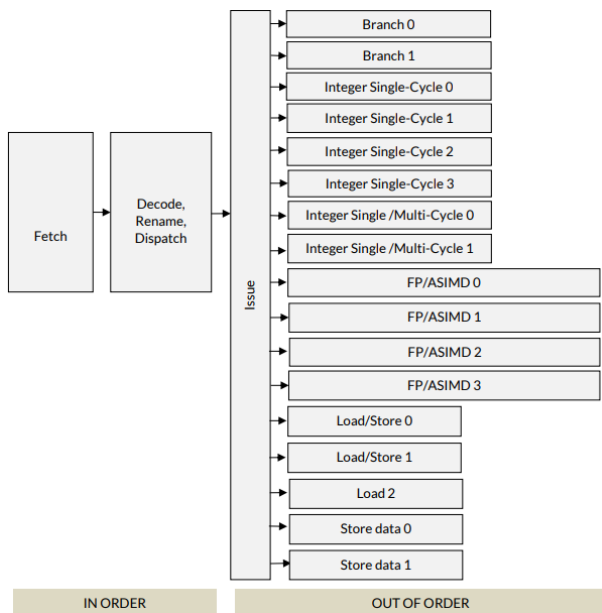 Fetch
Decode,
Rename,
Dispatch
Issue
Branch 0
Branch 1
Integer Single-Cycle 0
Integer Single-Cycle 1
Integer Single-Cycle 2
Integer Single-Cycle 3
Integer Single /Multi-Cycle 0
Integer Single /Multi-Cycle 1
FP/ASIMD 0
FP/ASIMD 1
FP/ASIMD 2
FP/ASIMD 3
Load/Store 0
Load/Store 1
Load 2
Store data 0
Store data 1
IN ORDER
OUT OF ORDER